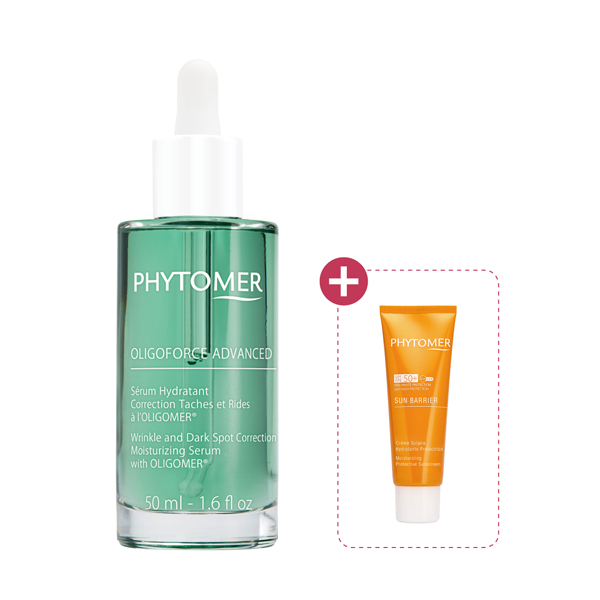 PHYTOMER
OLIGOFORCE ADVANCED
Sérum Hydratant
Correction Taches et Rides
à l'OLIGOMER®
Wrinkle and Dark Spot Correction
Moisturizing Serum
with OLIGOMER®
50 ml - 1.6 fl oz
PHYTOMER
50+
SUN BARRIER
Crème Solaire
Hydratante Protectrice
Moisturizing
Protective Sunscreen